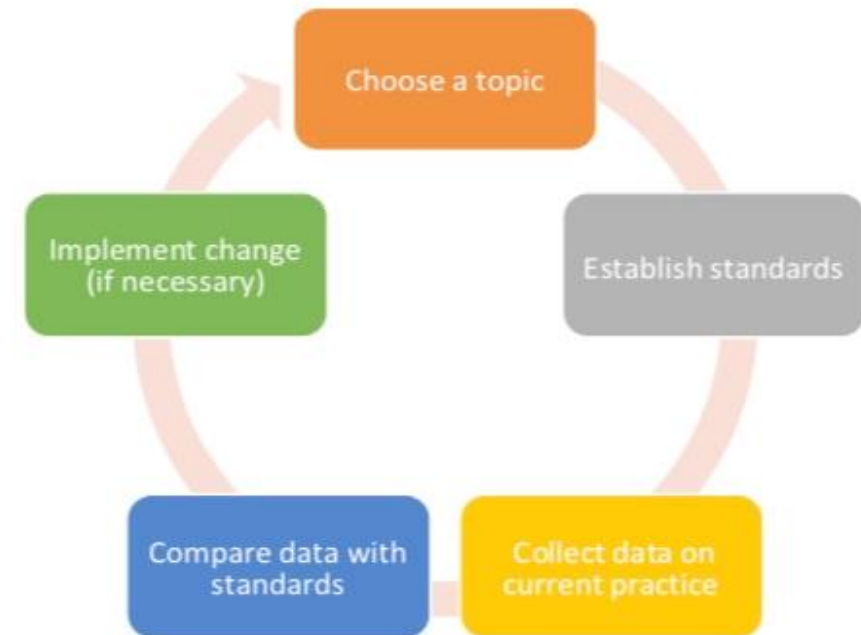 Choose a topic
Establish standards
Collect data on
current practice
Compare data with
standards
Implement change
(if necessary)